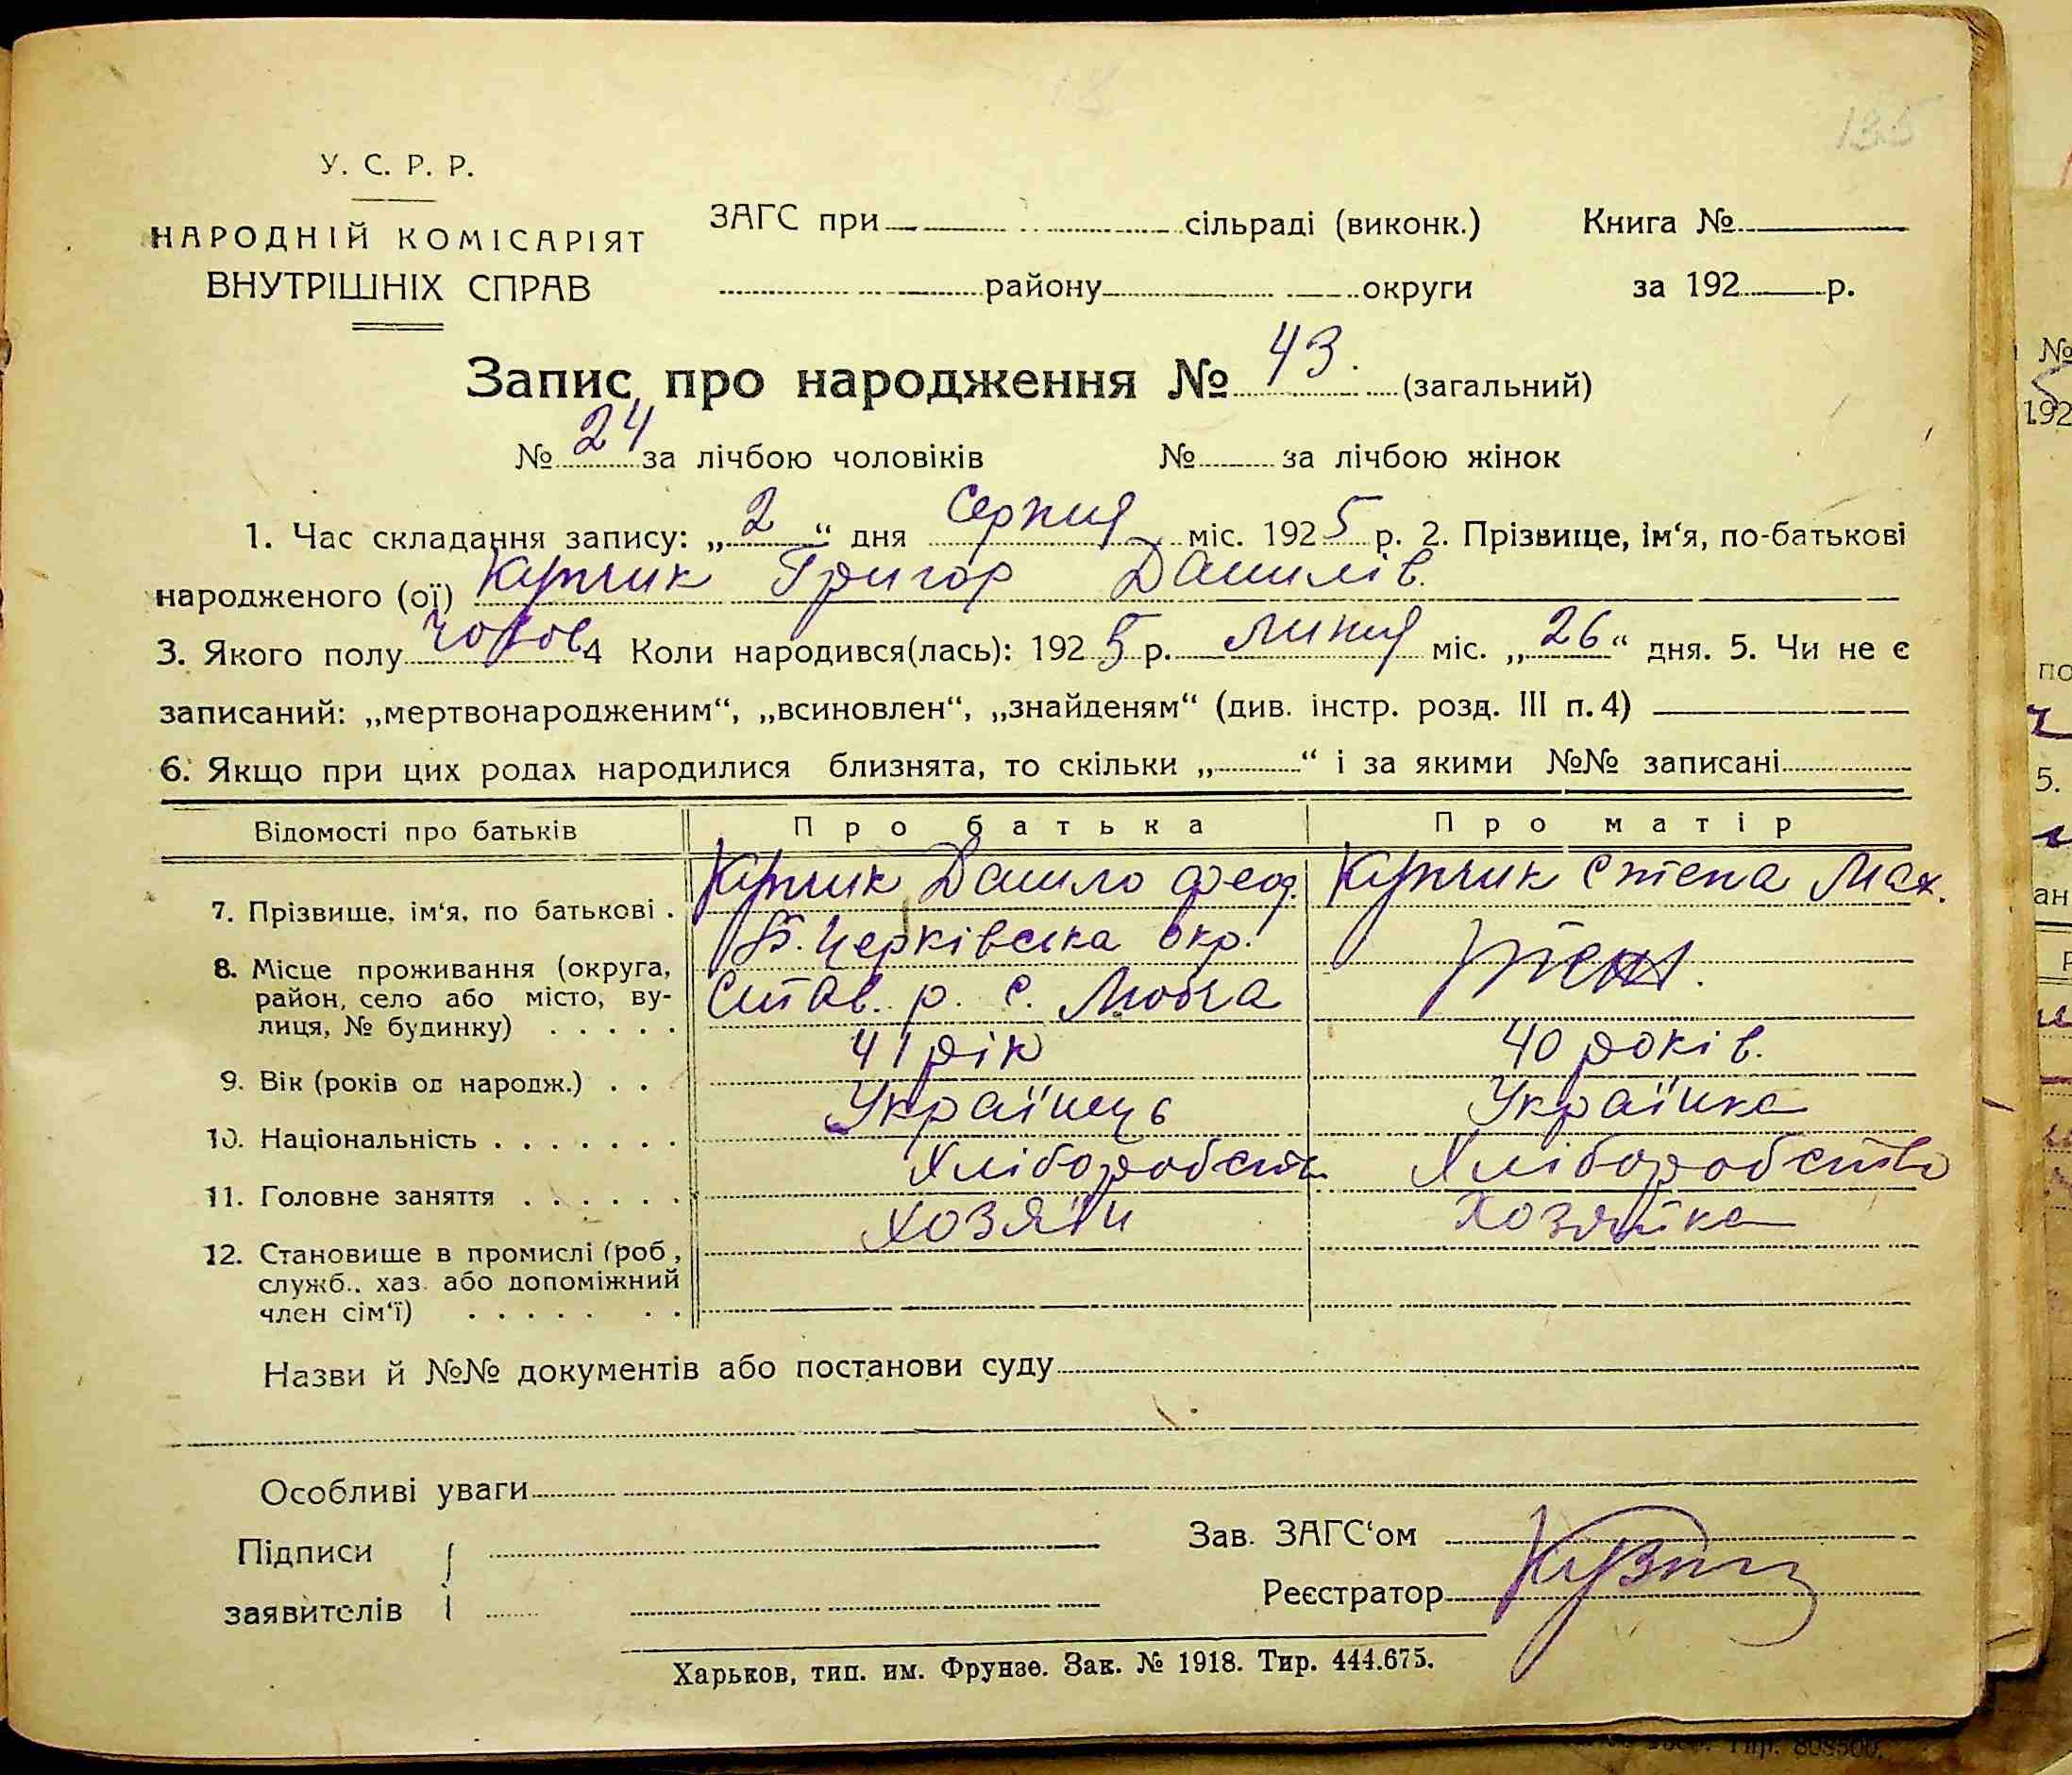 135
У. С. Р. Р.
НАРОДНІЙ КОМІСАРІЯТ
ВНУТРІШНІХ СПРАВ
ЗАГС при сільраді (виконк.) Книга №
району округи за 192 р.
Запис про народження № 43. (загальний)
№ 24 за лічбою чоловіків № за лічбою жінок
1. Час складання запису: „2“ дня Серпня міс. 1925 р. 2. Прізвище, ім‘я, по-батькові
народженого (ої) Купчик Григор Данилів.
3. Якого полу чолов 4 Коли народився(лась): 1925 р. Липня міс. „26“ дня. 5. Чи не є
записаний: „мертвонародженим“, „всиновлен“, „знайденям“ (див. інстр. розд. III п. 4)
6. Якщо при цих родах народилися близнята, то скільки „ “ і за якими №№ записані
Відомості про батьків Про батька Про матір
7. Прізвище, ім‘я, по батькові . Купчик Данило Фед. Купчик Степа Мах.
8. Місце проживання (округа, Б. Церківська Окр.
район, село або місто, ву- Став. р. с. Любча
лиця, № будинку) . . . . .
9. Вік (років од народж.) . . 41 рік 40 років.
10. Національність . . . . . . . Українець Українка
11. Головне заняття . . . . . . Хліборобств Хліборобство
12. Становище в промислі (роб., Хозяїн Хозяйка
служб., хаз. або допоміжний
член сім‘ї) . . . . . . .
Назви й №№ документів або постанови суду
Особливі уваги
Підписи
заявителів
Зав. ЗАГС‘ом
Реєстратор
Харьков, тип. им. Фрунзе. Зак. № 1918. Тир. 444.675.